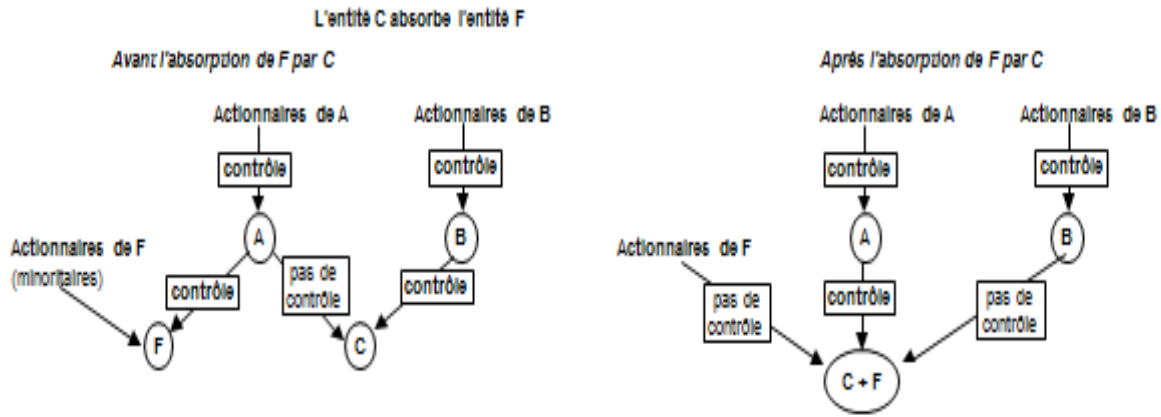 L'entité C absorbe l'entité F
Avant l'absorption de F par C
Actionnaires de A
Actionnaires de B
contrôle
contrôle
A
B
Actionnaires de F
(minoritaires)
contrôle
pas de
contrôle
contrôle
F
C
Après l'absorption de F par C
Actionnaires de A
Actionnaires de B
contrôle
contrôle
A
B
Actionnaires de F
pas de
contrôle
contrôle
pas de
contrôle
C + F